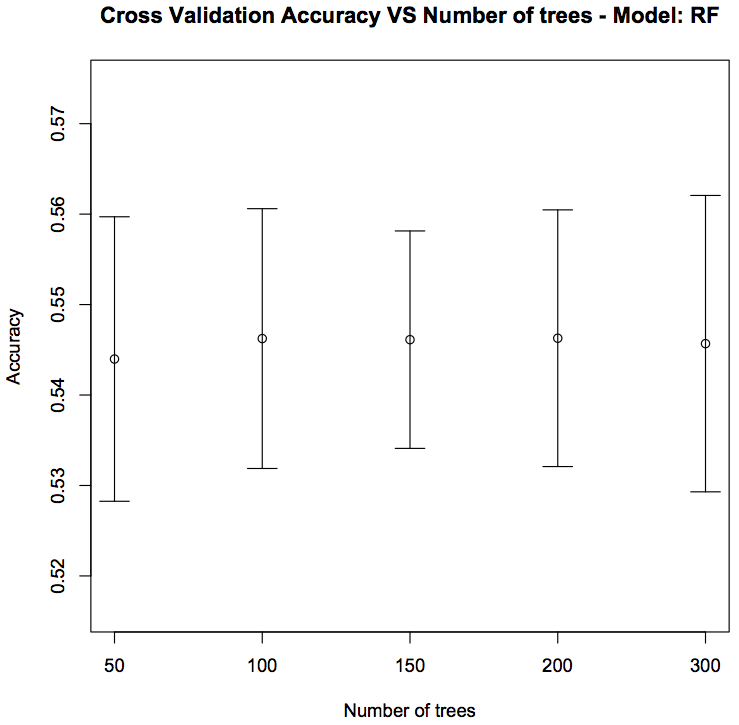 Cross Validation Accuracy VS Number of trees - Model: RF
0.57
0.56
0.55
0.54
0.53
0.52
Accuracy
50 100 150 200 300
Number of trees